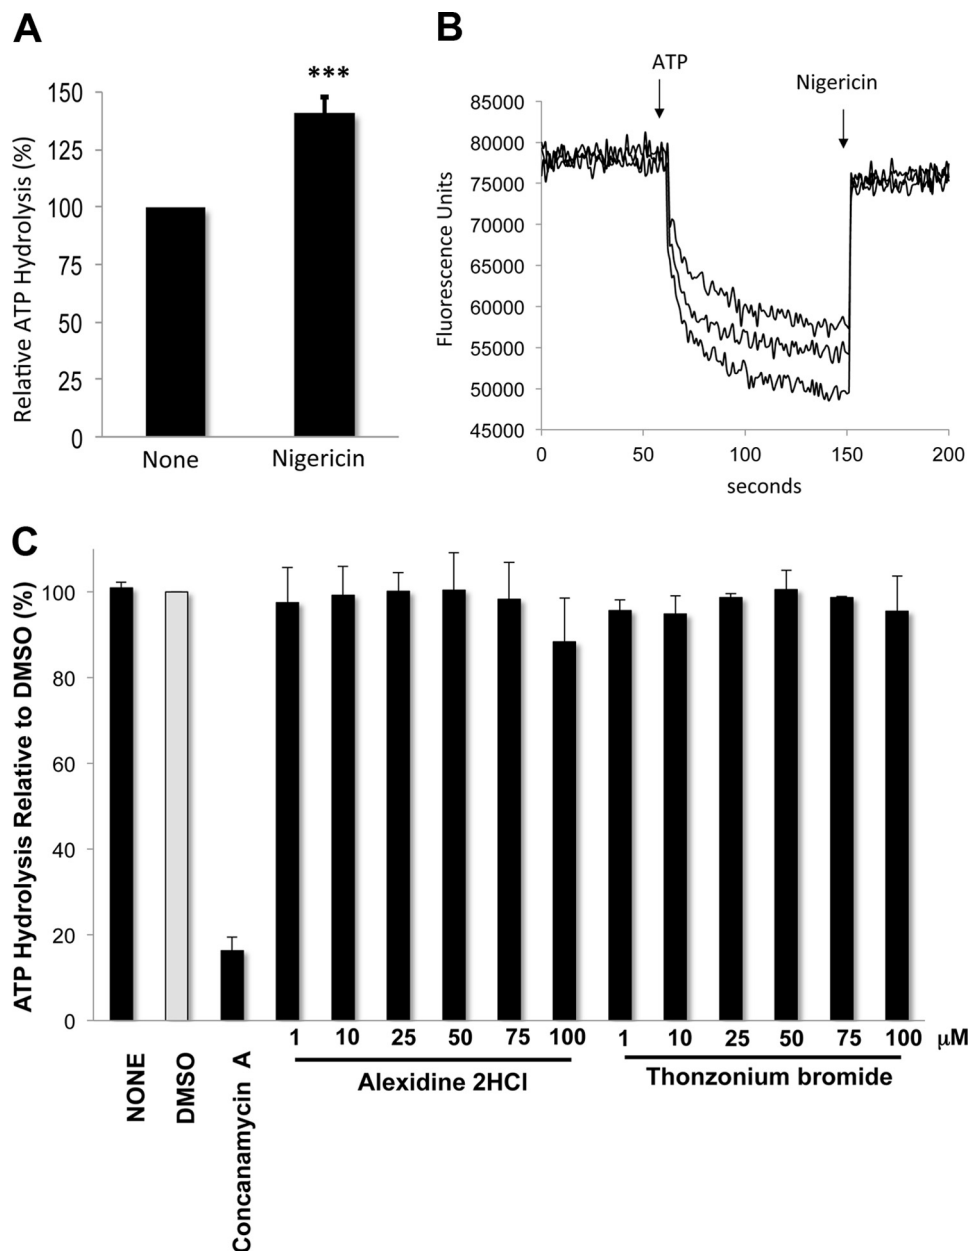 A
Relative ATP Hydrolysis (%)
150
125
100
75
50
25
0
***
None
Nigericin
B
ATP
Nigericin
Fluorescence Units
85000
80000
75000
70000
65000
60000
55000
50000
45000
0 50 100 150 200
seconds
C
ATP Hydrolysis Relative to DMSO (%)
100
80
60
40
20
0
NONE
DMSO
Concanamycin A
1 10 25 50 75 100 1 10 25 50 75 100 μM
Alexidine 2HCl
Thonzonium bromide